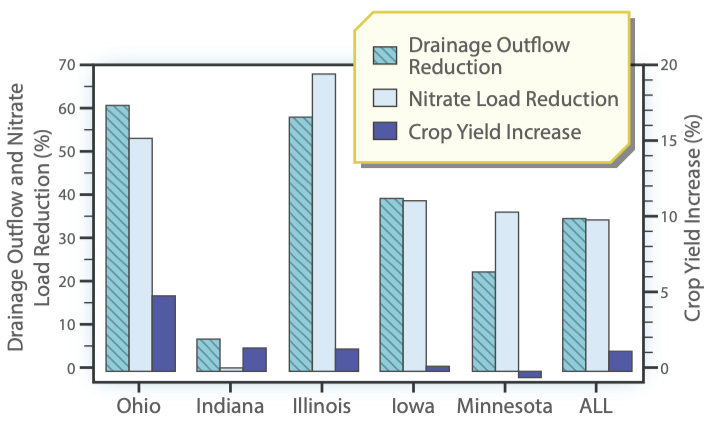 Drainage Outflow
Reduction
Nitrate Load Reduction
Crop Yield Increase
Drainage Outflow and Nitrate
Load Reduction (%)
70
60
50
40
30
20
10
0
20
15
10
5
0
Crop Yield Increase (%)
Ohio
Indiana
Illinois
Iowa
Minnesota
ALL